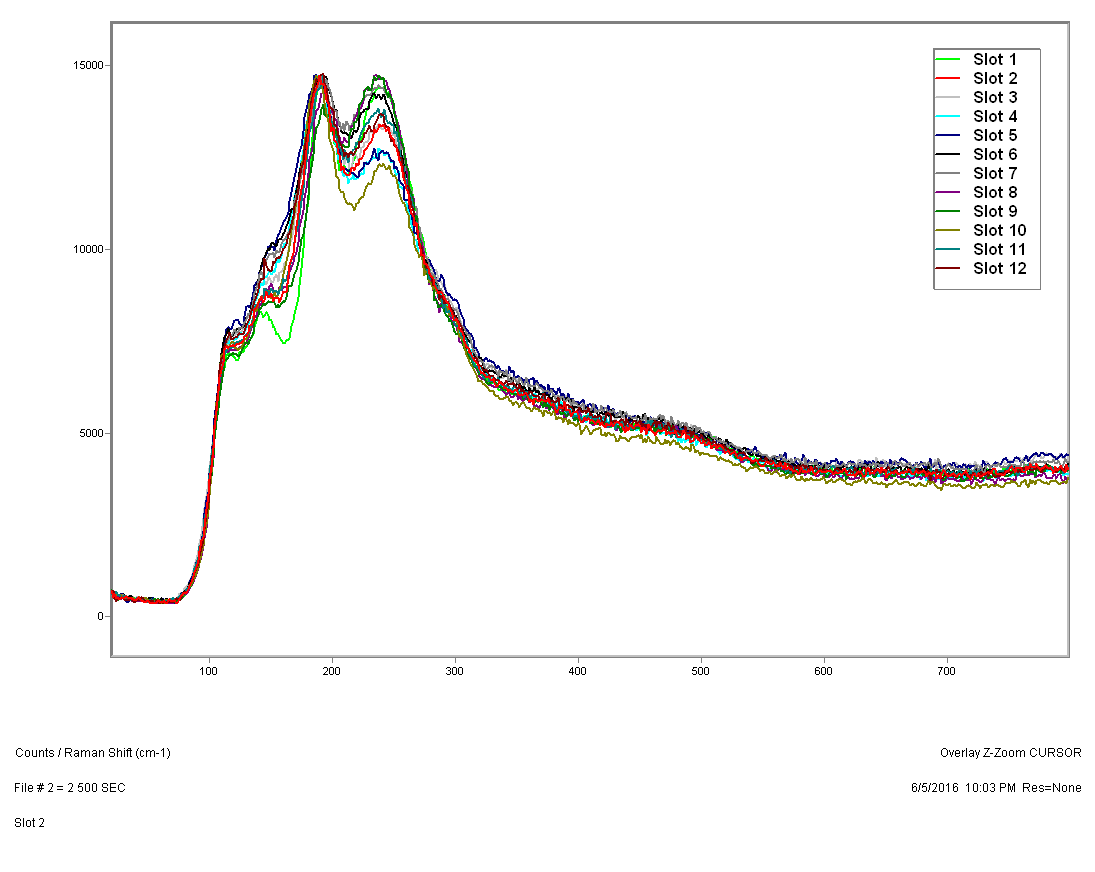 15000
10000
5000
0
100 200 300 400 500 600 700
Slot 1
Slot 2
Slot 3
Slot 4
Slot 5
Slot 6
Slot 7
Slot 8
Slot 9
Slot 10
Slot 11
Slot 12
Counts / Raman Shift (cm-1)
Overlay Z-Zoom CURSOR
File # 2 = 2 500 SEC
6/5/2016 10:03 PM Res=None
Slot 2